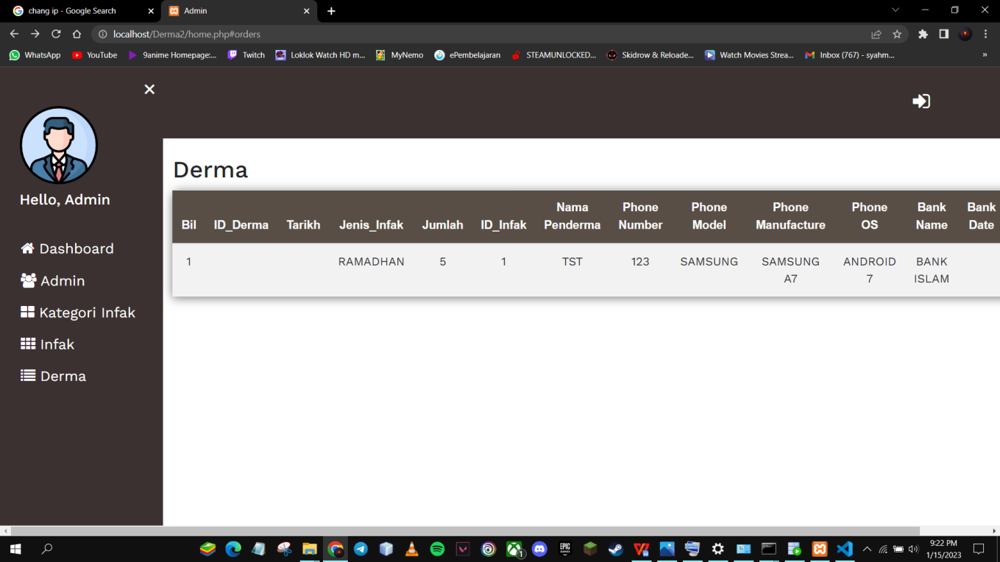 chang ip - Google Search
Admin
localhost/Derma2/home.php#orders
WhatsApp
YouTube
9anime Homepage:...
Twitch
Loklok Watch HD m...
MyNemo
ePembelajaran
STEAMUNLOCKED...
Skidrow & Reloade...
Watch Movies Strea...
Inbox (767) - syahm...
»
Hello, Admin
Dashboard
Admin
Kategori Infak
Infak
Derma
Derma
Bil ID_Derma Tarikh Jenis_Infak Jumlah ID_Infak Nama Penderma Phone Number Phone Model Phone Manufacture Phone OS Bank Name Bank Date
1 RAMADHAN 5 1 TST 123 SAMSUNG SAMSUNG A7 ANDROID 7 BANK ISLAM
EPIC GAMES
1
9:22 PM
1/15/2023